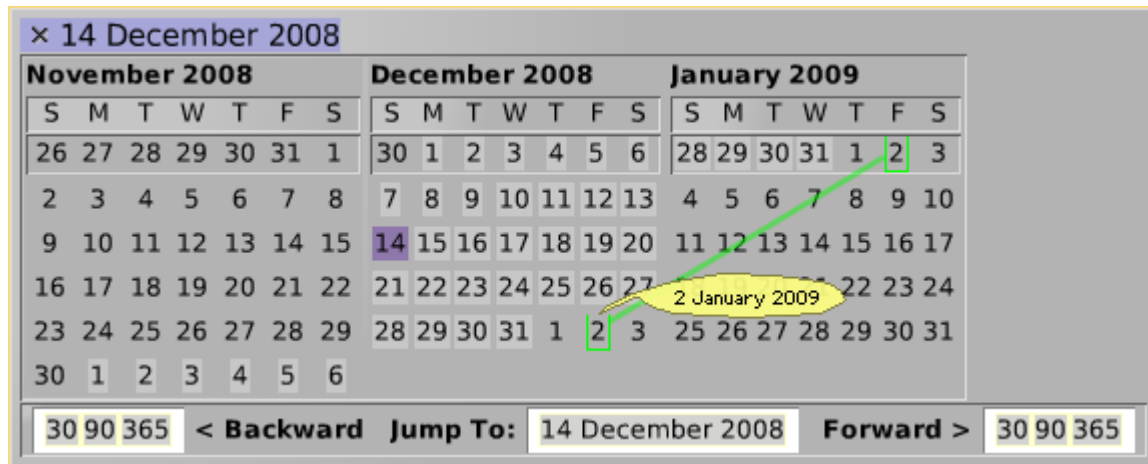 × 14 December 2008
November 2008 December 2008 January 2009
S M T W T F S S M T W T F S S M T W T F S
26 27 28 29 30 31 1 30 1 2 3 4 5 6 28 29 30 31 1 2 3
2 3 4 5 6 7 8 7 8 9 10 11 12 13 4 5 6 7 8 9 10
9 10 11 12 13 14 15 14 15 16 17 18 19 20 11 12 13 14 15 16 17
16 17 18 19 20 21 22 21 22 23 24 25 26 27 2 January 2009 22 23 24
23 24 25 26 27 28 29 28 29 30 31 1 2 3 25 26 27 28 29 30 31
30 1 2 3 4 5 6
30 90 365 < Backward Jump To: 14 December 2008 Forward > 30 90 365